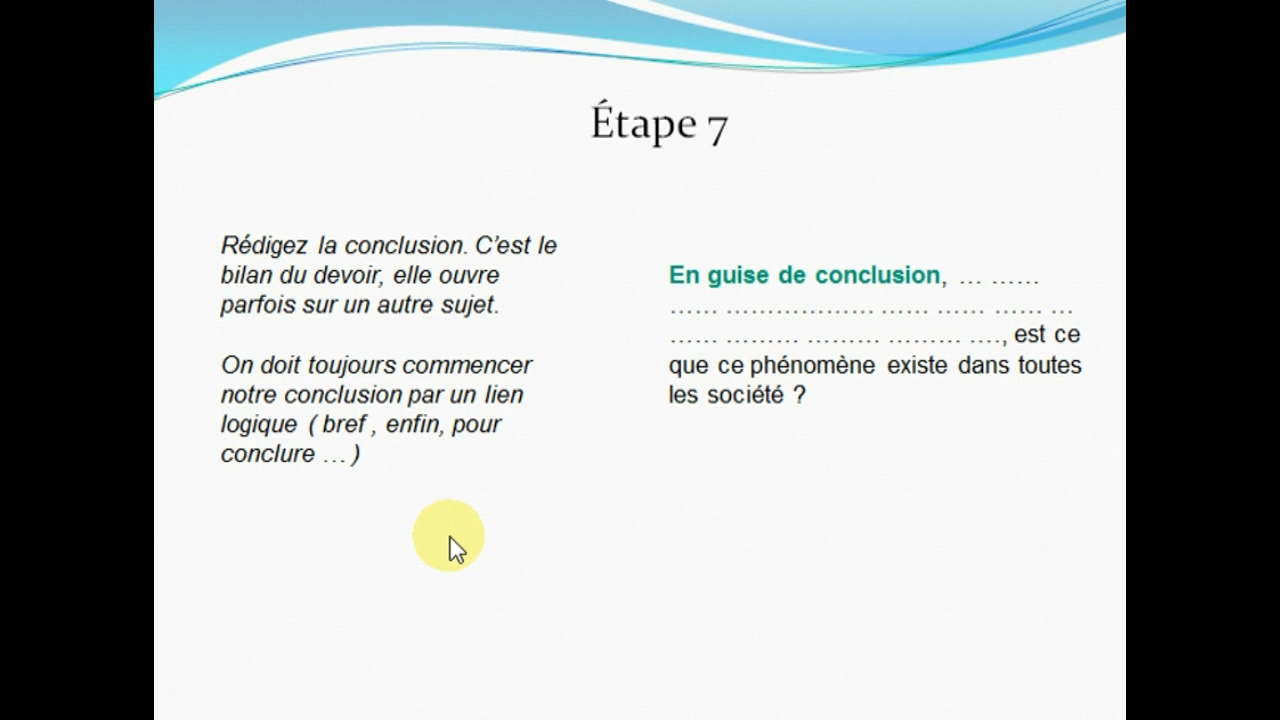 Étape 7
Rédigez la conclusion. C’est le
bilan du devoir, elle ouvre
parfois sur un autre sujet.
On doit toujours commencer
notre conclusion par un lien
logique ( bref , enfin, pour
conclure … )
En guise de conclusion, … ……
…… ……………… …… …… …… …
…… ……… ……… ……… …., est ce
que ce phénomène existe dans toutes
les société ?